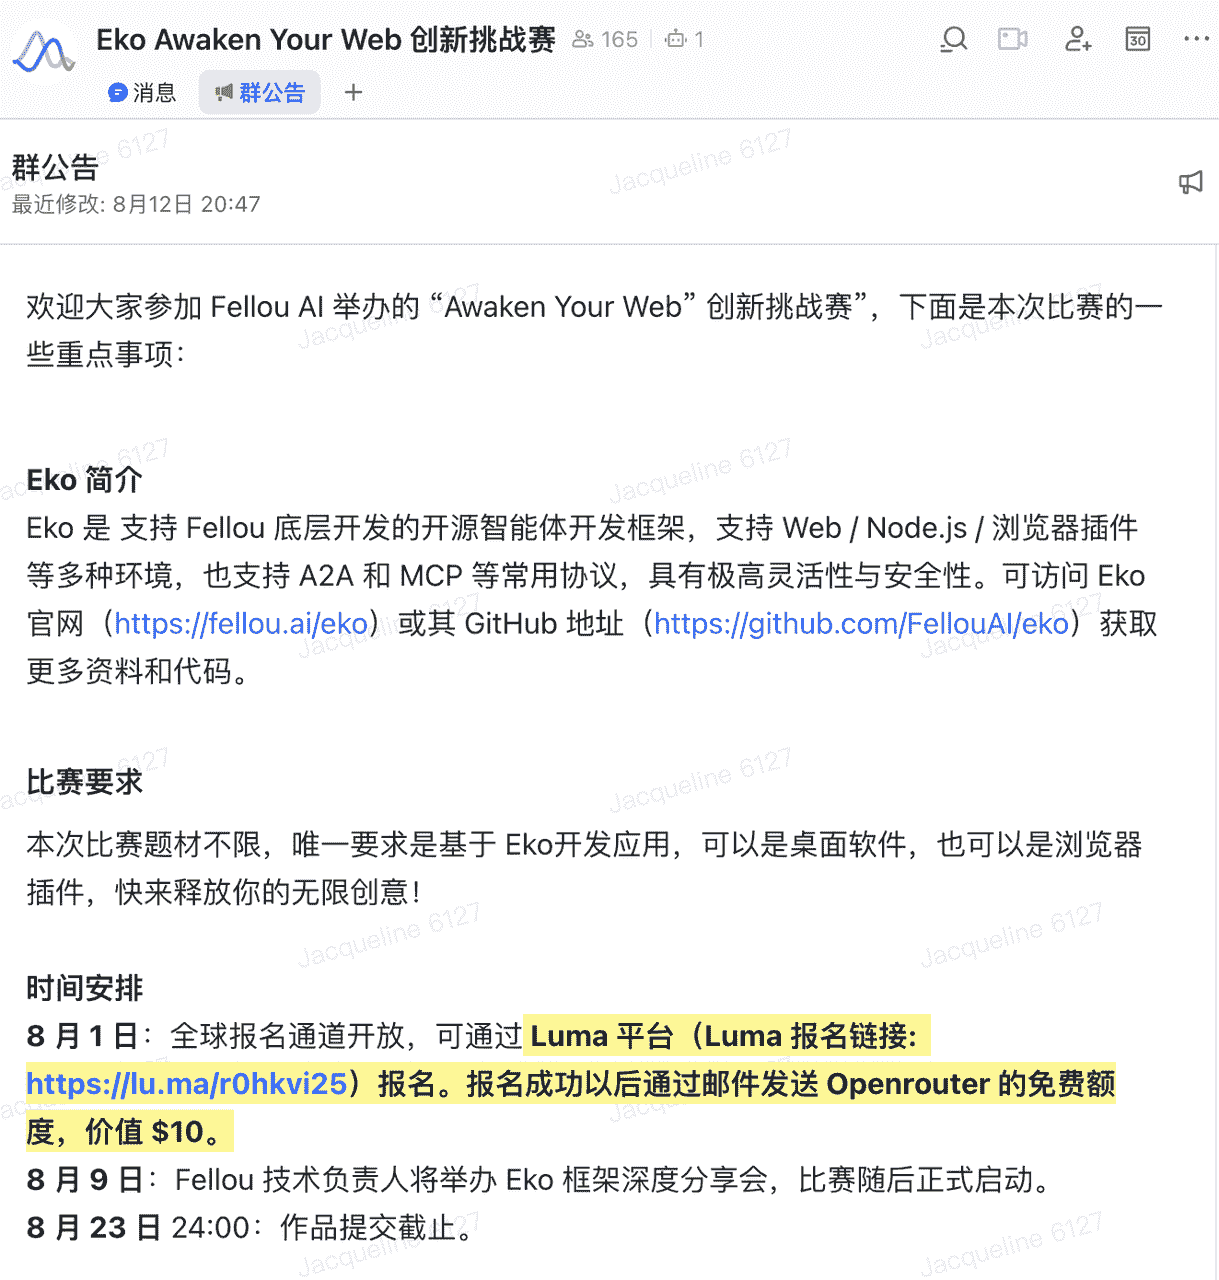 Eko Awaken Your Web 创新挑战赛 165 1
消息 群公告 +
30
群公告
最近修改: 8月12日 20:47
欢迎大家参加 Fellou AI 举办的 “Awaken Your Web” 创新挑战赛”，下面是本次比赛的一
些重点事项：
Eko 简介
Eko 是 支持 Fellou 底层开发的开源智能体开发框架，支持 Web / Node.js / 浏览器插件
等多种环境，也支持 A2A 和 MCP 等常用协议，具有极高灵活性与安全性。可访问 Eko
官网（https://fellou.ai/eko）或其 GitHub 地址（https://github.com/FellouAI/eko）获取
更多资料和代码。
比赛要求
本次比赛题材不限，唯一要求是基于 Eko开发应用，可以是桌面软件，也可以是浏览器
插件，快来释放你的无限创意！
时间安排
8 月 1 日：全球报名通道开放，可通过 Luma 平台（Luma 报名链接:
https://lu.ma/r0hkvi25）报名。报名成功以后通过邮件发送 Openrouter 的免费额
度，价值 $10。
8 月 9 日：Fellou 技术负责人将举办 Eko 框架深度分享会，比赛随后正式启动。
8 月 23 日 24:00：作品提交截止。
Jacqueline 6127